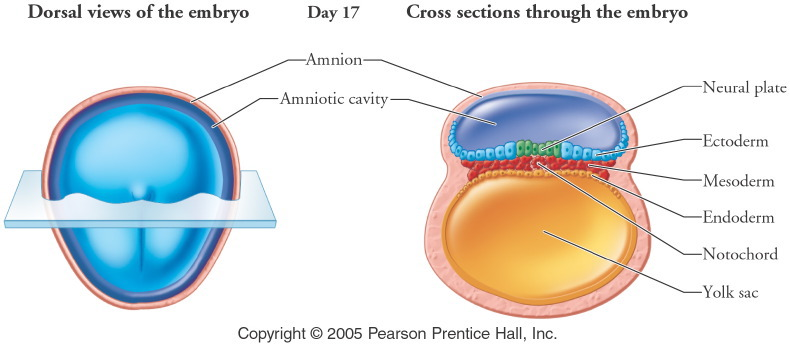 Dorsal views of the embryo
Day 17
Cross sections through the embryo
Amnion
Amniotic cavity
Neural plate
Ectoderm
Mesoderm
Endoderm
Notochord
Yolk sac
Copyright © 2005 Pearson Prentice Hall, Inc.